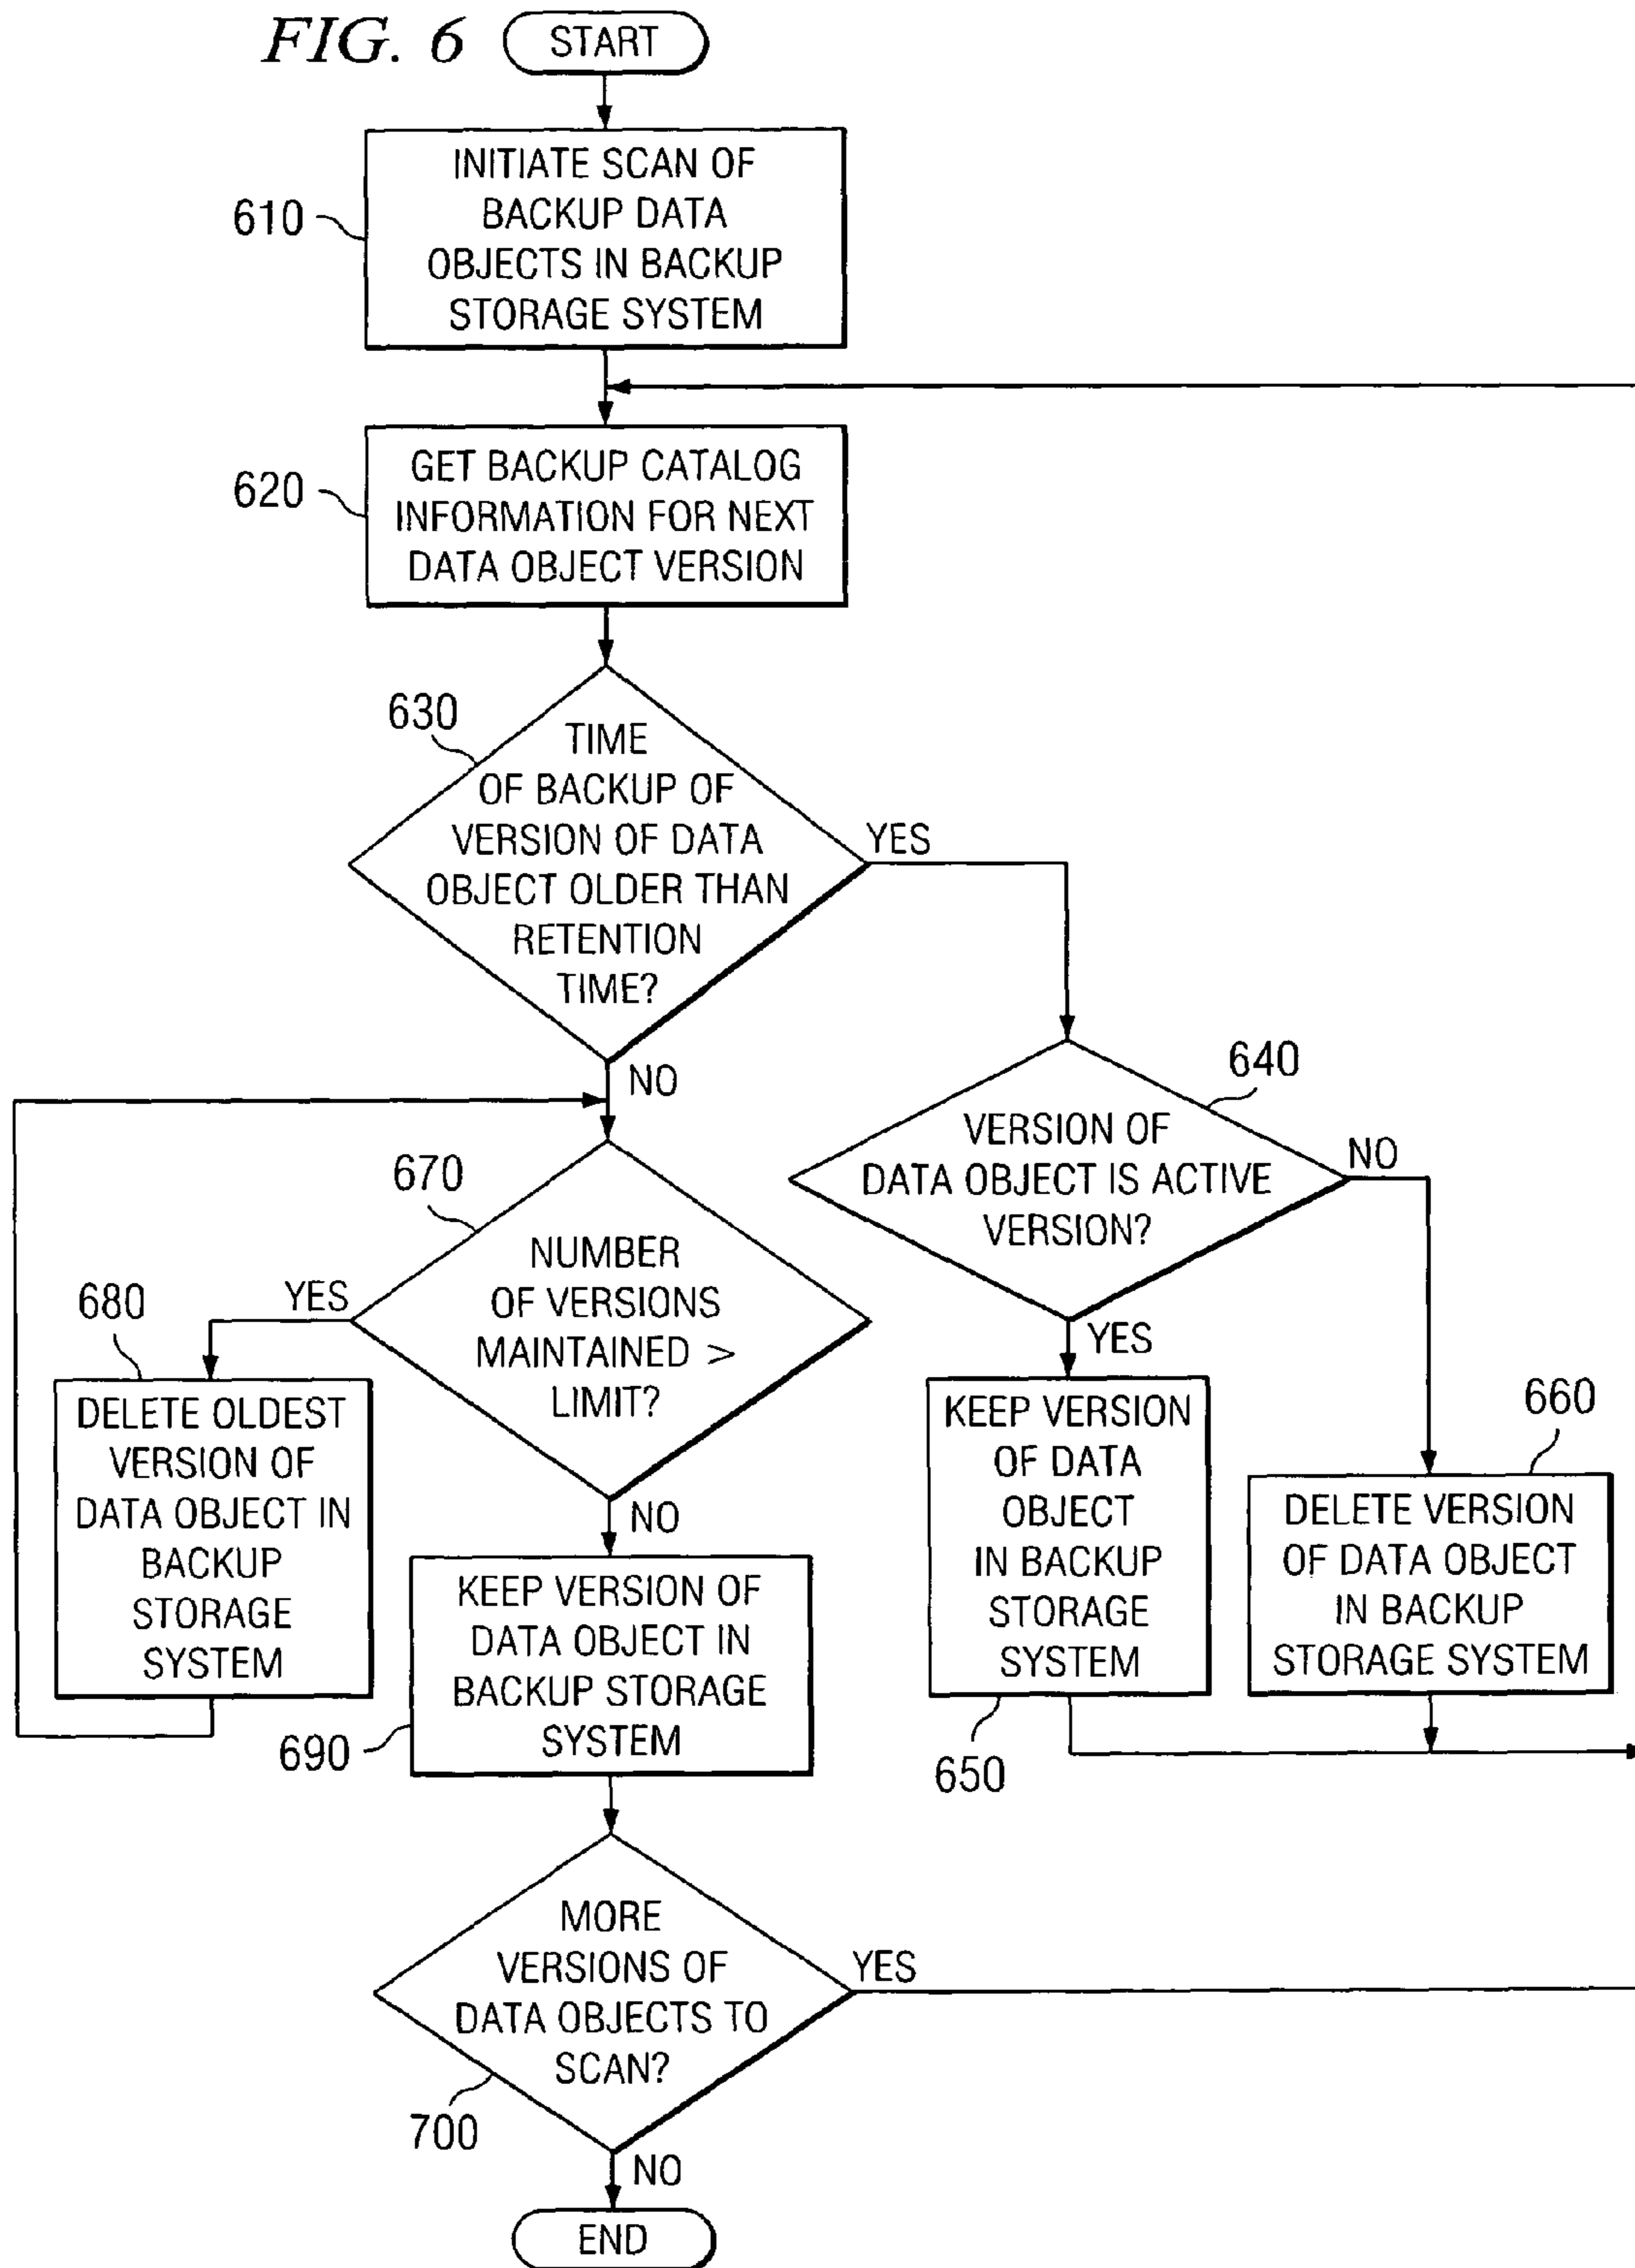 FIG. 6
START
610
INITIATE SCAN OF
BACKUP DATA
OBJECTS IN BACKUP
STORAGE SYSTEM
620
GET BACKUP CATALOG
INFORMATION FOR NEXT
DATA OBJECT VERSION
630
TIME
OF BACKUP OF
VERSION OF DATA
OBJECT OLDER THAN
RETENTION
TIME?
YES
NO
640
VERSION OF
DATA OBJECT IS ACTIVE
VERSION?
NO
YES
670
NUMBER
OF VERSIONS
MAINTAINED >
LIMIT?
YES
NO
680
DELETE OLDEST
VERSION OF
DATA OBJECT IN
BACKUP
STORAGE
SYSTEM
KEEP VERSION
OF DATA
OBJECT
IN BACKUP
STORAGE
SYSTEM
650
660
DELETE VERSION
OF DATA OBJECT
IN BACKUP
STORAGE SYSTEM
KEEP VERSION OF
DATA OBJECT IN
BACKUP STORAGE
SYSTEM
690
MORE
VERSIONS OF
DATA OBJECTS TO
SCAN?
YES
700
NO
END